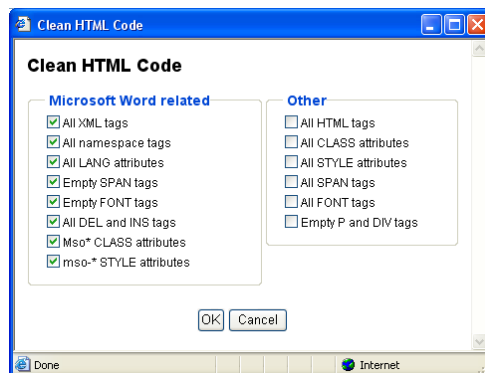 Clean HTML Code
Clean HTML Code
Microsoft Word related
All XML tags
All namespace tags
All LANG attributes
Empty SPAN tags
Empty FONT tags
All DEL and INS tags
Mso* CLASS attributes
mso-* STYLE attributes
Other
All HTML tags
All CLASS attributes
All STYLE attributes
All SPAN tags
All FONT tags
Empty P and DIV tags
OK Cancel
Done Internet